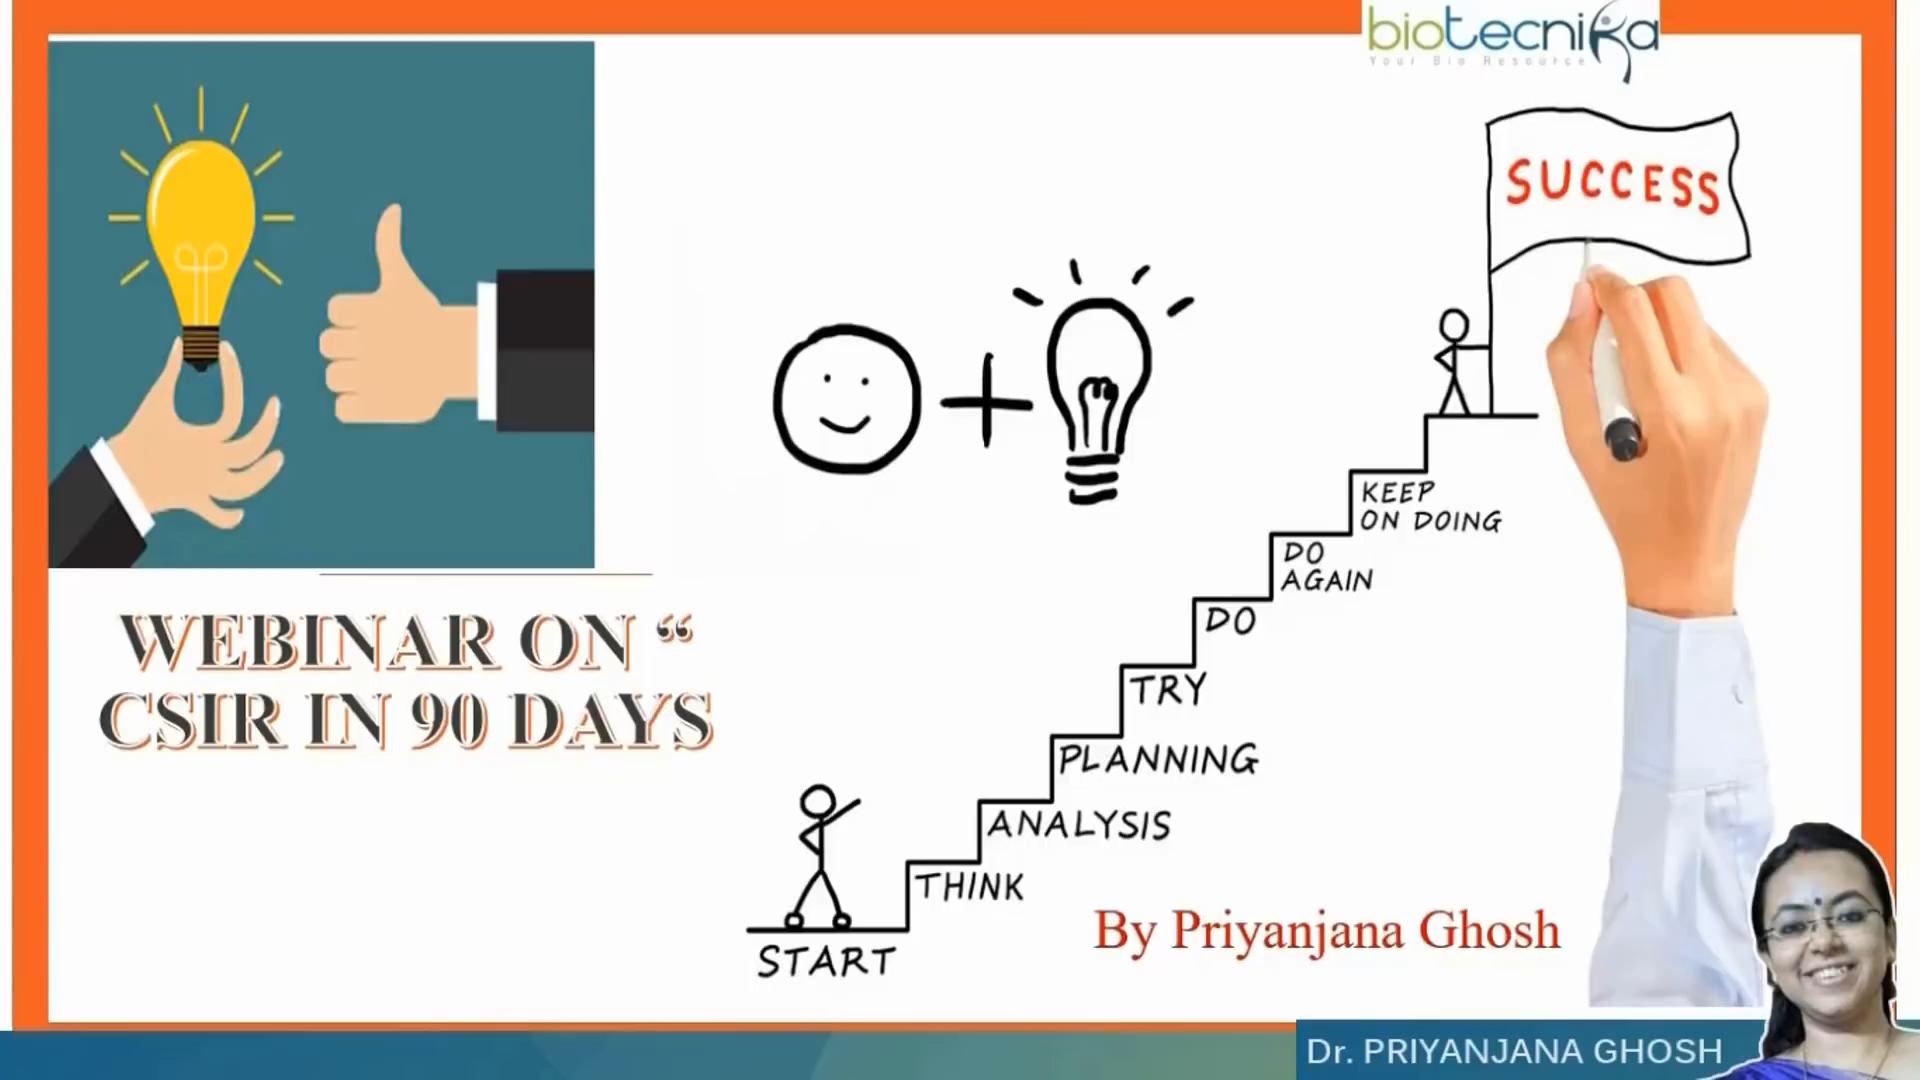 biotecnika
Your Bio Resource
SUCCESS
KEEP
ON DOING
DO
AGAIN
DO
TRY
PLANNING
ANALYSIS
THINK
START
WEBINAR ON “
CSIR IN 90 DAYS
By Priyanjana Ghosh
Dr. PRIYANJANA GHOSH